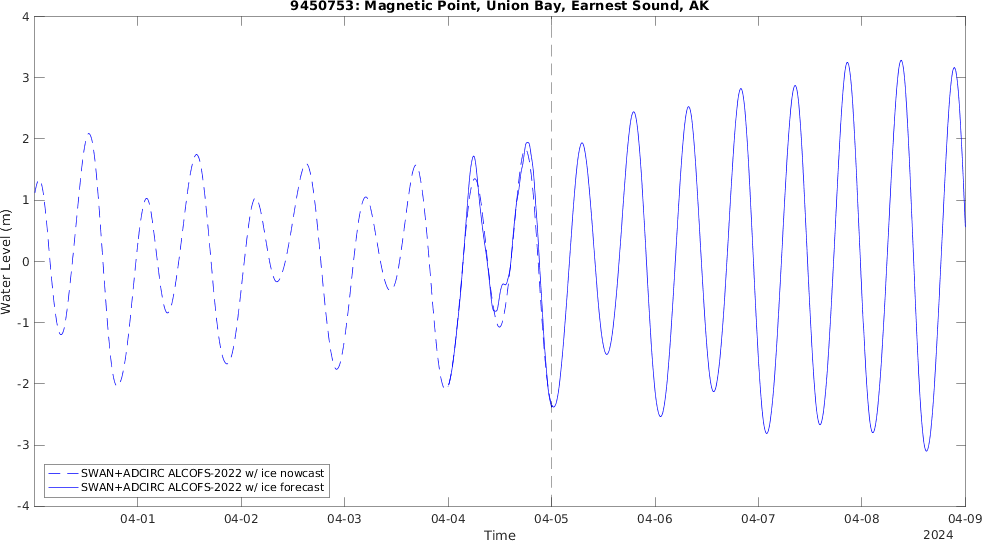 9450753: Magnetic Point, Union Bay, Earnest Sound, AK
4
3
2
1
0
-1
-2
-3
-4
Water Level (m)
SWAN+ADCIRC ALCOFS-2022 w/ ice nowcast
SWAN+ADCIRC ALCOFS-2022 w/ ice forecast
04-01 04-02 04-03 04-04 04-05 04-06 04-07 04-08 04-09
Time
2024